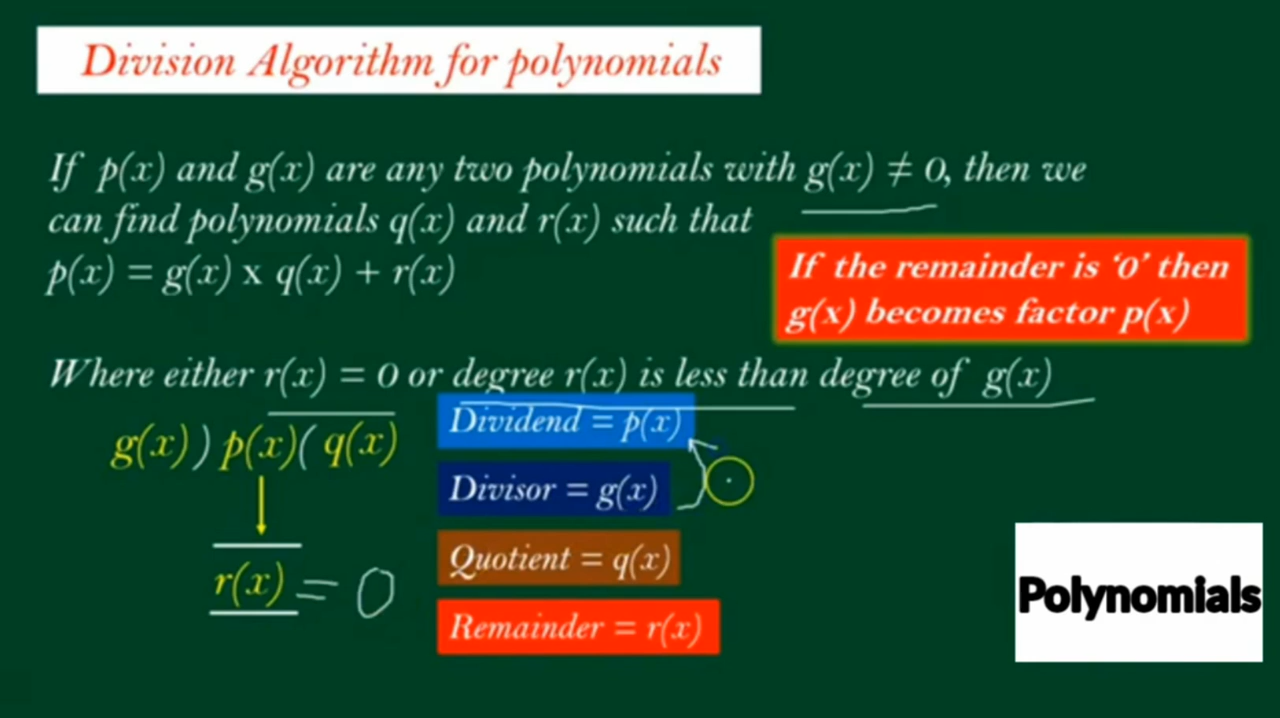 Division Algorithm for polynomials
If p(x) and g(x) are any two polynomials with g(x) ≠ 0, then we
can find polynomials q(x) and r(x) such that
p(x) = g(x) x q(x) + r(x)
If the remainder is ‘0’ then
g(x) becomes factor p(x)
Where either r(x) = 0 or degree r(x) is less than degree of g(x)
g(x) ) p(x) ( q(x)
r(x) = 0
Dividend = p(x)
Divisor = g(x)
Quotient = q(x)
Remainder = r(x)
Polynomials